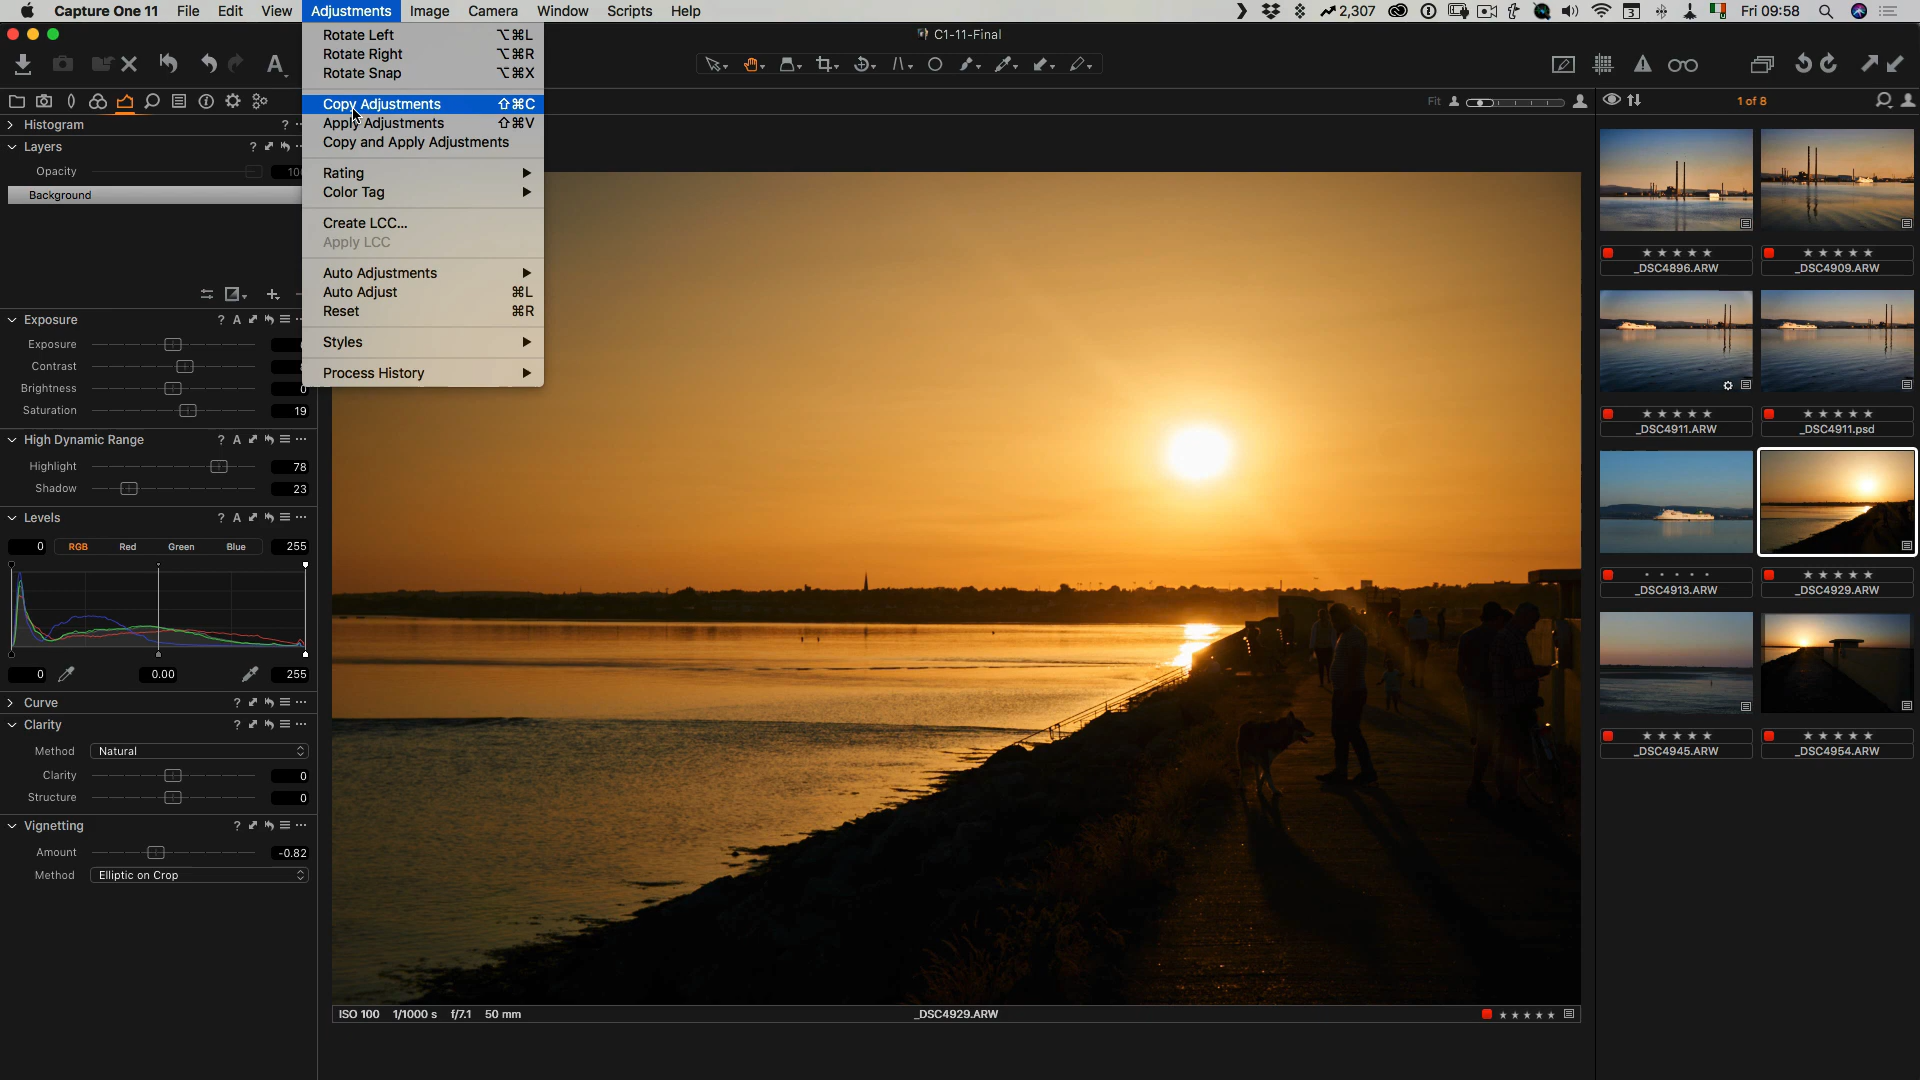 Capture One 11 File Edit View Adjustments Image Camera Window Scripts Help
2,307 Fri 09:58
C1-11-Final
Rotate Left ⌥⌘L
Rotate Right ⌥⌘R
Rotate Snap ⌥⌘X
Copy Adjustments ⇧⌘C
Apply Adjustments ⇧⌘V
Copy and Apply Adjustments
Rating
Color Tag
Create LCC...
Apply LCC
Auto Adjustments
Auto Adjust ⌘L
Reset ⌘R
Styles
Process History
Histogram
Layers
Opacity
Background
Exposure
Exposure
Contrast
Brightness 0
Saturation 19
High Dynamic Range
Highlight 78
Shadow 23
Levels
0 RGB Red Green Blue 255
0 0.00 255
Curve
Clarity
Method Natural
Clarity 0
Structure 0
Vignetting
Amount -0.82
Method Elliptic on Crop
ISO 100 1/1000 s f/7.1 50 mm
_DSC4929.ARW
Fit
1 of 8
_DSC4896.ARW
_DSC4909.ARW
_DSC4911.ARW
_DSC4911.psd
_DSC4913.ARW
_DSC4929.ARW
_DSC4945.ARW
_DSC4954.ARW